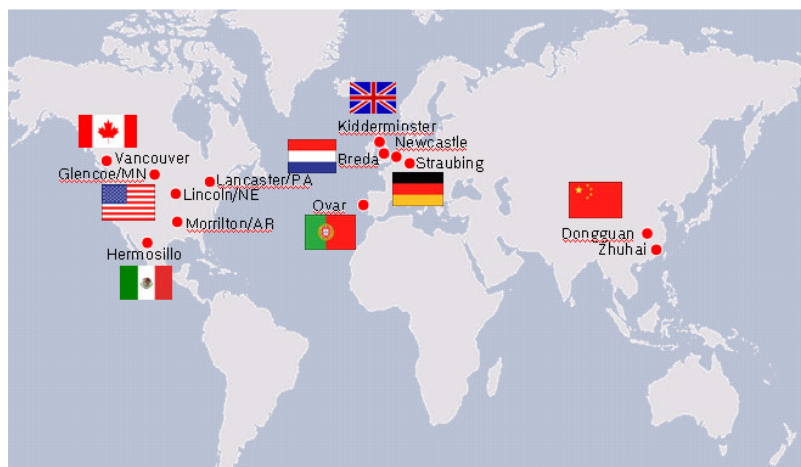 Kidderminster
Newcastle
Vancouver
Breda
Straubing
Glencoe/MN
Lancaster/PA
Lincoln/NE
Ovar
Morrilton/AR
Dongguan
Hermosillo
Zhuhai